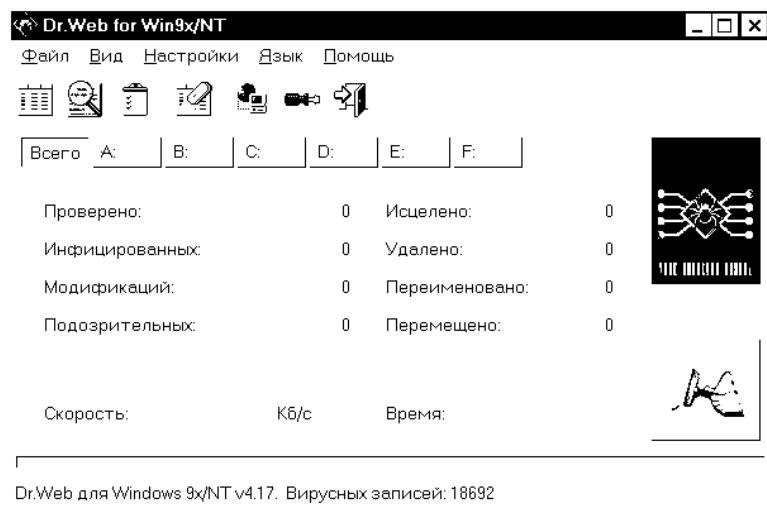 Dr.Web for Win9x/NT
Файл Вид Настройки Язык Помощь
Всего A: B: C: D: E: F:
Проверено: 0 Исцелено: 0
Инфицированных: 0 Удалено: 0
Модификаций: 0 Переименовано: 0
Подозрительных: 0 Перемещено: 0
Скорость: Кб/с Время:
Dr.Web для Windows 9x/NT v4.17. Вирусных записей: 18692